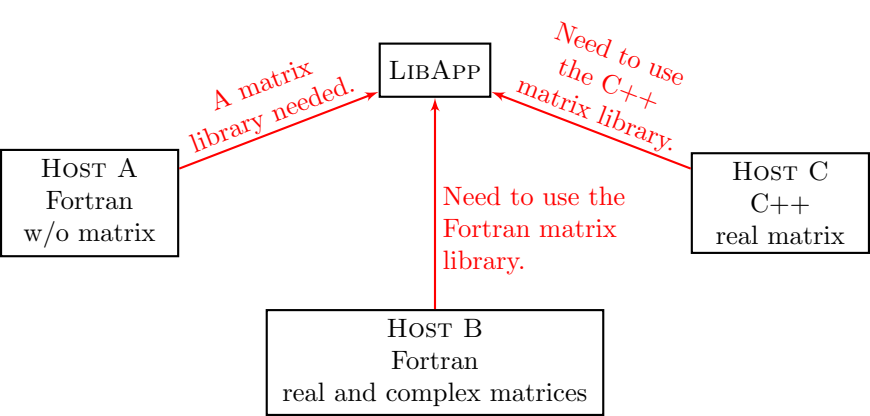 LIBAPP
A matrix
library needed.
Need to use
the C++
matrix library.
HOST A
Fortran
w/o matrix
Need to use the
Fortran matrix
library.
HOST C
C++
real matrix
HOST B
Fortran
real and complex matrices